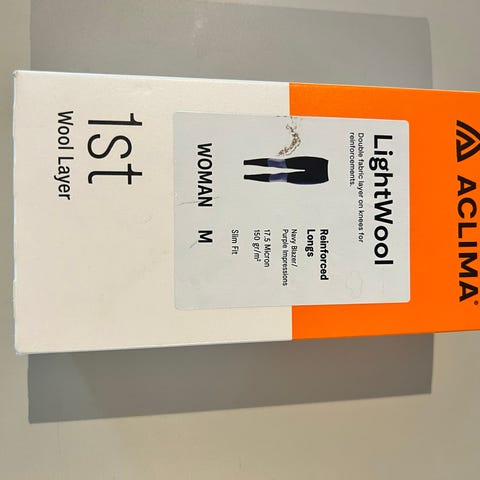 ACLIMA®
LightWool
Double fabric layer on knees for
reinforcements.
Reinforced
Longs
Navy Blazer/
Purple Impressions
17.5 Micron
150 gr/m²
WOMAN M
Slim Fit
1st
Wool Layer